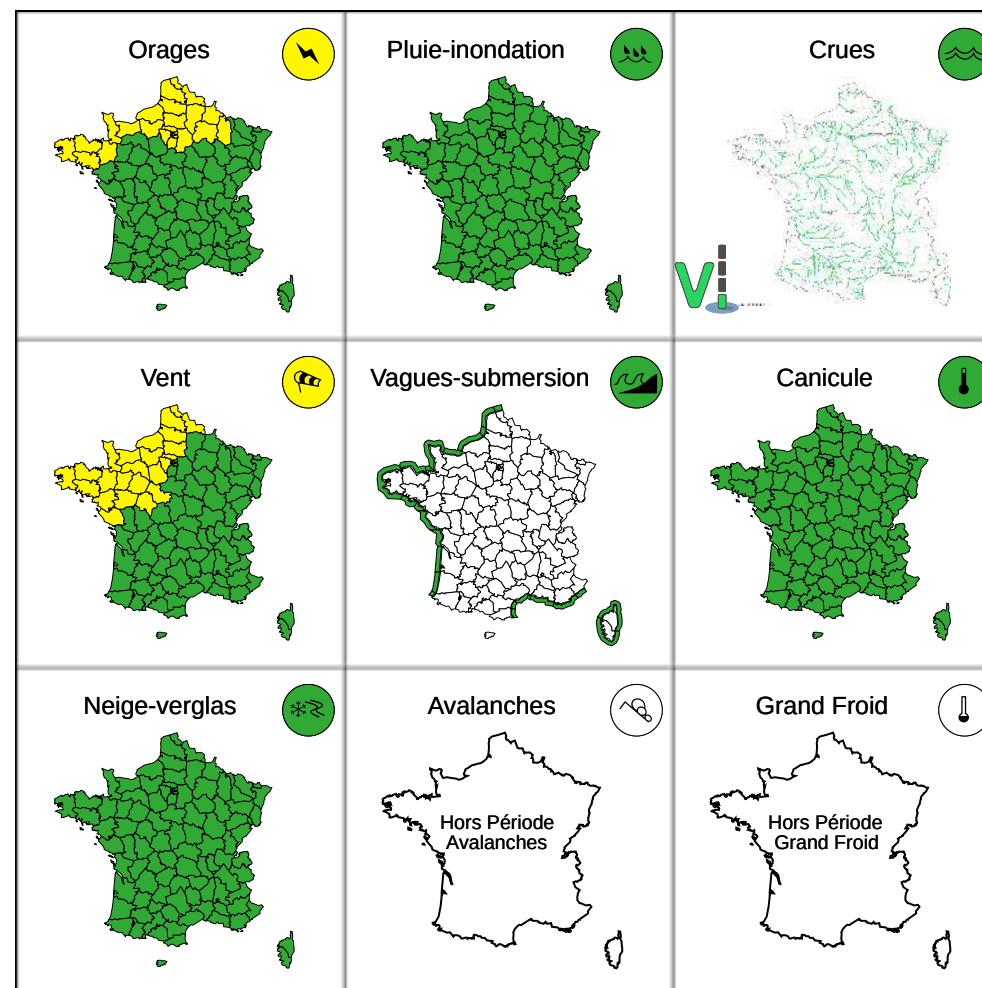 Orages
Pluie-inondation
Crues
Vi
Vent
Vagues-submersion
Canicule
Neige-verglas
Avalanches
Grand Froid
Hors Période
Avalanches
Hors Période
Grand Froid